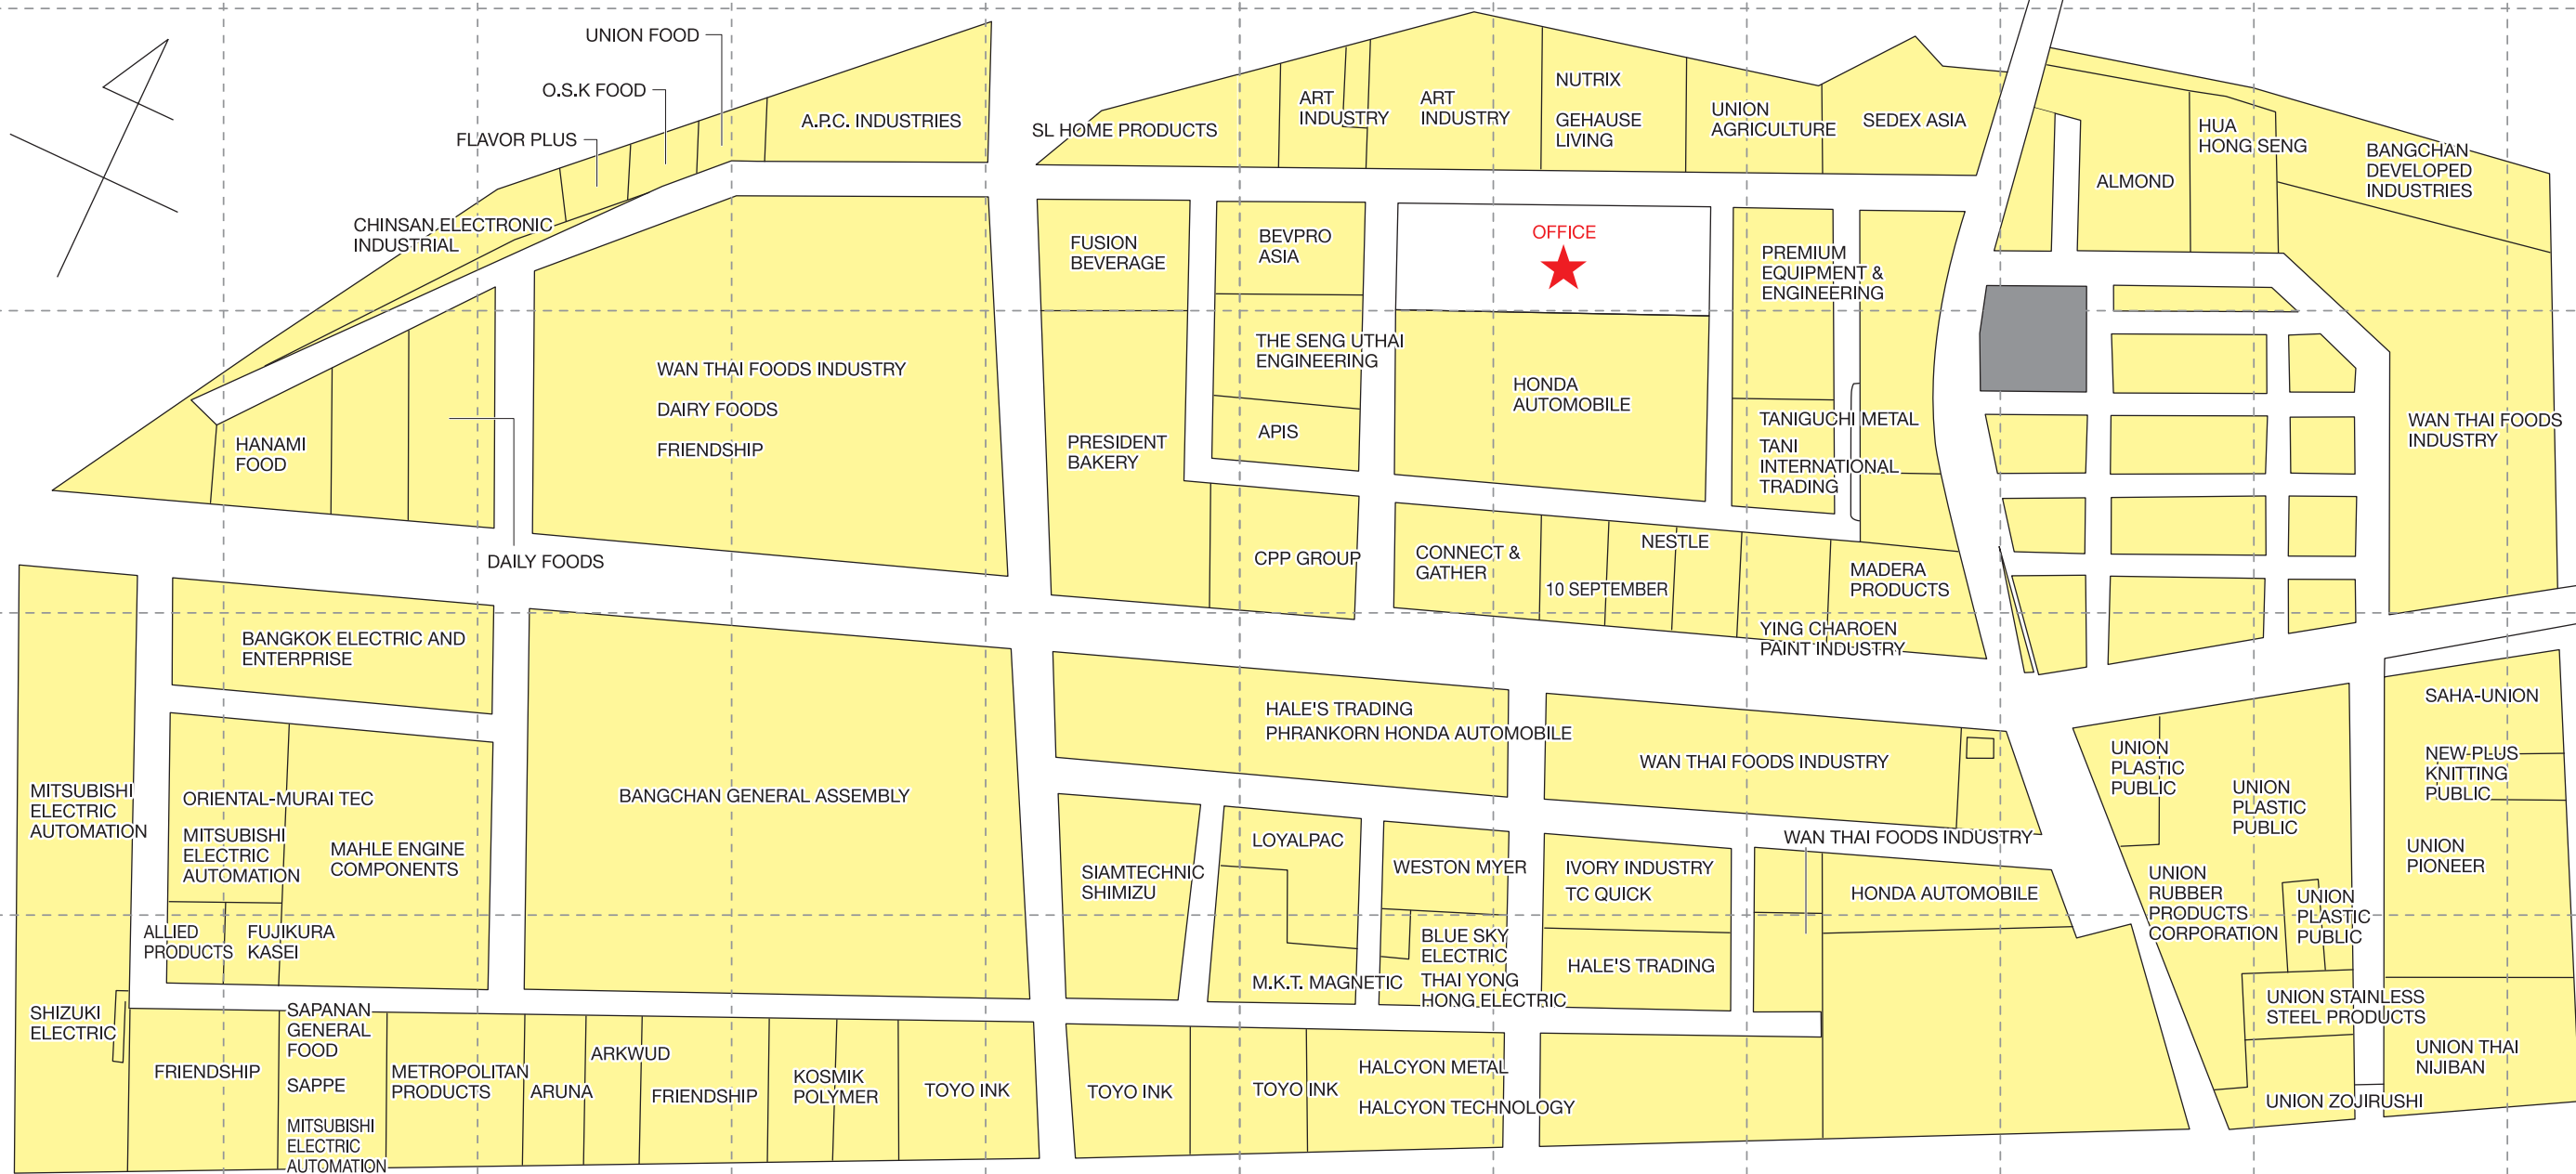 UNION FOOD
O.S.K FOOD
FLAVOR PLUS
A.P.C. INDUSTRIES
CHINSAN ELECTRONIC
INDUSTRIAL
SL HOME PRODUCTS
ART
INDUSTRY
ART
INDUSTRY
NUTRIX
GEHAUSE
LIVING
UNION
AGRICULTURE
SEDEX ASIA
HUA
HONG SENG
ALMOND
BANGCHAN
DEVELOPED
INDUSTRIES
FUSION
BEVERAGE
BEVPRO
ASIA
OFFICE
PREMIUM
EQUIPMENT &
ENGINEERING
WAN THAI FOODS INDUSTRY
DAIRY FOODS
FRIENDSHIP
THE SENG UTHAI
ENGINEERING
HONDA
AUTOMOBILE
HANAMI
FOOD
PRESIDENT
BAKERY
APIS
TANIGUCHI METAL
TANI
INTERNATIONAL
TRADING
WAN THAI FOODS
INDUSTRY
DAILY FOODS
CPP GROUP
CONNECT &
GATHER
10 SEPTEMBER
NESTLE
MADERA
PRODUCTS
YING CHAROEN
PAINT INDUSTRY
BANGKOK ELECTRIC AND
ENTERPRISE
HALE'S TRADING
PHRANKORN HONDA AUTOMOBILE
WAN THAI FOODS INDUSTRY
SAHA-UNION
NEW-PLUS
KNITTING
PUBLIC
UNION
PLASTIC
PUBLIC
UNION
PLASTIC
PUBLIC
MITSUBISHI
ELECTRIC
AUTOMATION
ORIENTAL-MURAI TEC
MITSUBISHI
ELECTRIC
AUTOMATION
MAHLE ENGINE
COMPONENTS
BANGCHAN GENERAL ASSEMBLY
SIAMTECHNIC
SHIMIZU
LOYALPAC
WESTON MYER
IVORY INDUSTRY
TC QUICK
WAN THAI FOODS INDUSTRY
HONDA AUTOMOBILE
UNION
PIONEER
UNION
RUBBER
PRODUCTS
CORPORATION
UNION
PLASTIC
PUBLIC
ALLIED
PRODUCTS
FUJIKURA
KASEI
M.K.T. MAGNETIC
BLUE SKY
ELECTRIC
THAI YONG
HONG ELECTRIC
HALE'S TRADING
UNION STAINLESS
STEEL PRODUCTS
SHIZUKI
ELECTRIC
FRIENDSHIP
SAPANAN
GENERAL
FOOD
SAPPE
MITSUBISHI
ELECTRIC
AUTOMATION
METROPOLITAN
PRODUCTS
ARUNA
ARKWUD
FRIENDSHIP
KOSMIK
POLYMER
TOYO INK
TOYO INK
TOYO INK
HALCYON METAL
HALCYON TECHNOLOGY
UNION THAI
NIJIBAN
UNION ZOJIRUSHI